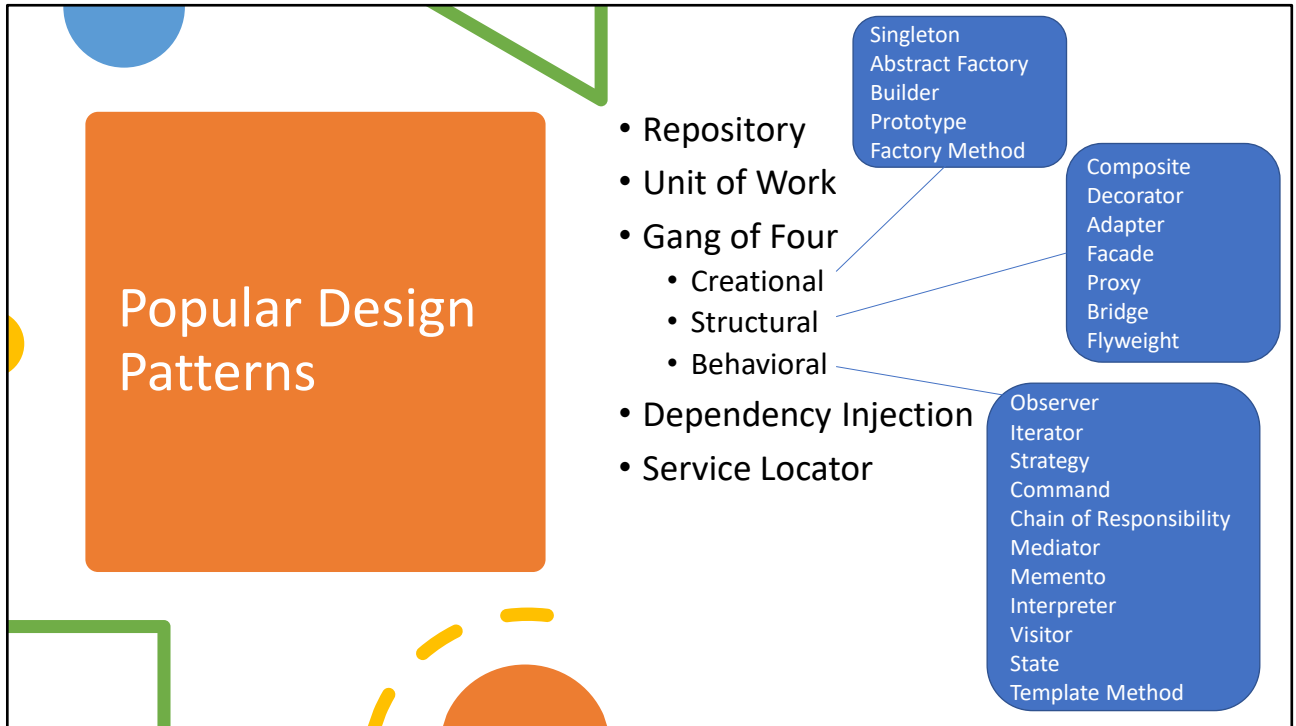 Popular Design
Patterns
• Repository
• Unit of Work
• Gang of Four
• Creational
• Structural
• Behavioral
• Dependency Injection
• Service Locator
Singleton
Abstract Factory
Builder
Prototype
Factory Method
Composite
Decorator
Adapter
Facade
Proxy
Bridge
Flyweight
Observer
Iterator
Strategy
Command
Chain of Responsibility
Mediator
Memento
Interpreter
Visitor
State
Template Method